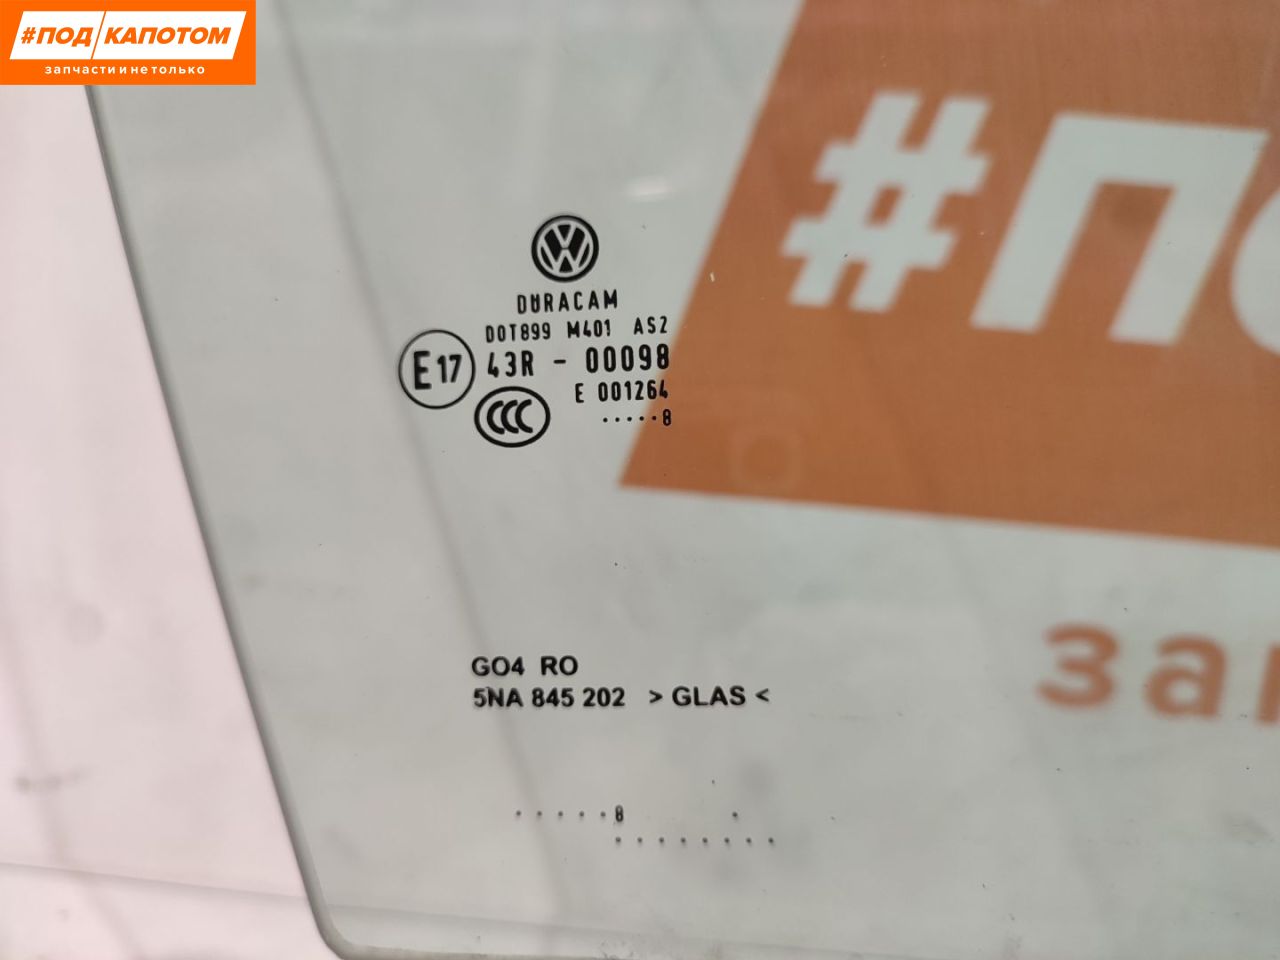 #ПОД КАПОТОМ
запчасти и не только
#П
DURACAM
DOT899 M401 AS2
E17 43R - 00098
E 001264
CCC
·····8
за
GO4 RO
5NA 845 202 > GLAS <
·····8 ·
········